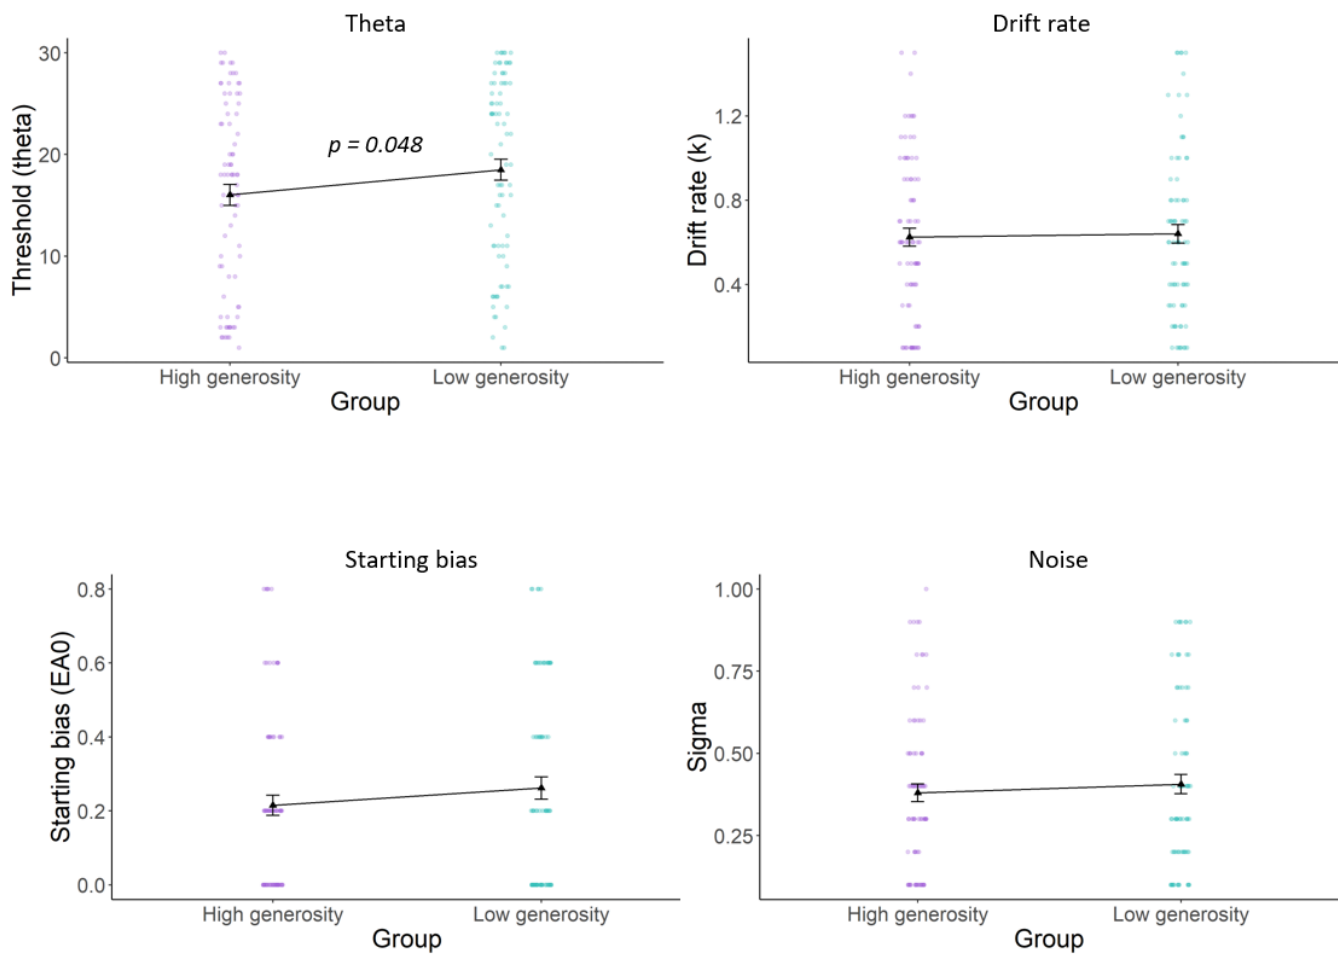 Theta
Threshold (theta)
30
20
10
0
p = 0.048
High generosity
Low generosity
Group
Drift rate
Drift rate (k)
1.2
0.8
0.4
High generosity
Low generosity
Group
Starting bias
Starting bias (EA0)
0.8
0.6
0.4
0.2
0.0
High generosity
Low generosity
Group
Noise
Sigma
1.00
0.75
0.50
0.25
High generosity
Low generosity
Group